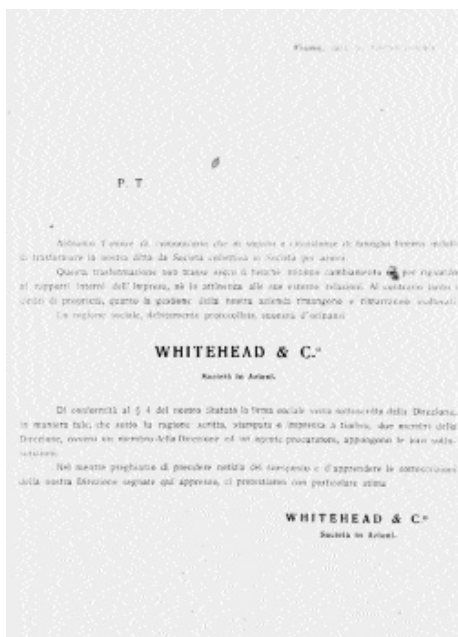 Fiume,
P. T
Abbiamo l'onore di comunicare che in seguito a circostanze di famiglia fummo indotti
di trasformare la nostra ditta da Società collettiva in Società per azioni.
Questa trasformazione non trasse seco il benchè minimo cambiamento per riguardo
ai rapporti interni dell'Impresa, nè le attinenze alle sue esterne relazioni. Al contrario tanto i
diritti di proprietà, quanto la gestione della nostra azienda rimangono e rimarranno inalterati.
La ragione sociale, debitamente protocollata, suonerà d'oripanzi
WHITEHEAD & C.º
Società in Azioni.
Di conformità al § 4 del nostro Statuto la firma sociale verrà sottoscritta della Direzione,
in maniera tale, che sotto la ragione scritta, stampata o impressa a timbro, due membri della
Direzione, ovvero un membro della Direzione ed un agente procuratore, appongono le loro sotto-
scrizioni.
Nel mentre preghiamo di prendere notizia del suesposto e d'apprendere le sottoscrizioni
della nostra Direzione segnate qui appresso, ci protestiamo con particolare stima
WHITEHEAD & C.º
Società in Azioni.